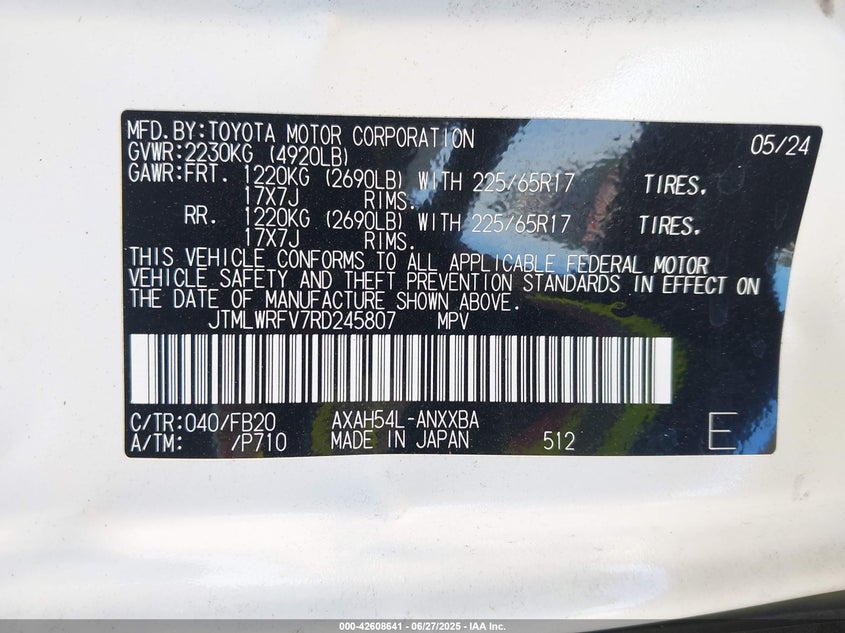 MFD.BY:TOYOTA MOTOR CORPORATION 05/24
GVWR:2230KG (4920LB)
GAWR:FRT. 1220KG (2690LB) WITH 225/65R17 TIRES.
17X7J RIMS.
RR. 1220KG (2690LB) WITH 225/65R17 TIRES.
17X7J RIMS.
THIS VEHICLE CONFORMS TO ALL APPLICABLE FEDERAL MOTOR
VEHICLE SAFETY AND THEFT PREVENTION STANDARDS IN EFFECT ON
THE DATE OF MANUFACTURE SHOWN ABOVE.
JTMLWRFV7RD245807 MPV
C/TR:040/FB20 AXAH54L-ANXXBA
A/TM: /P710 MADE IN JAPAN 512 E
000-42608641 - 06/27/2025 - IAA Inc.